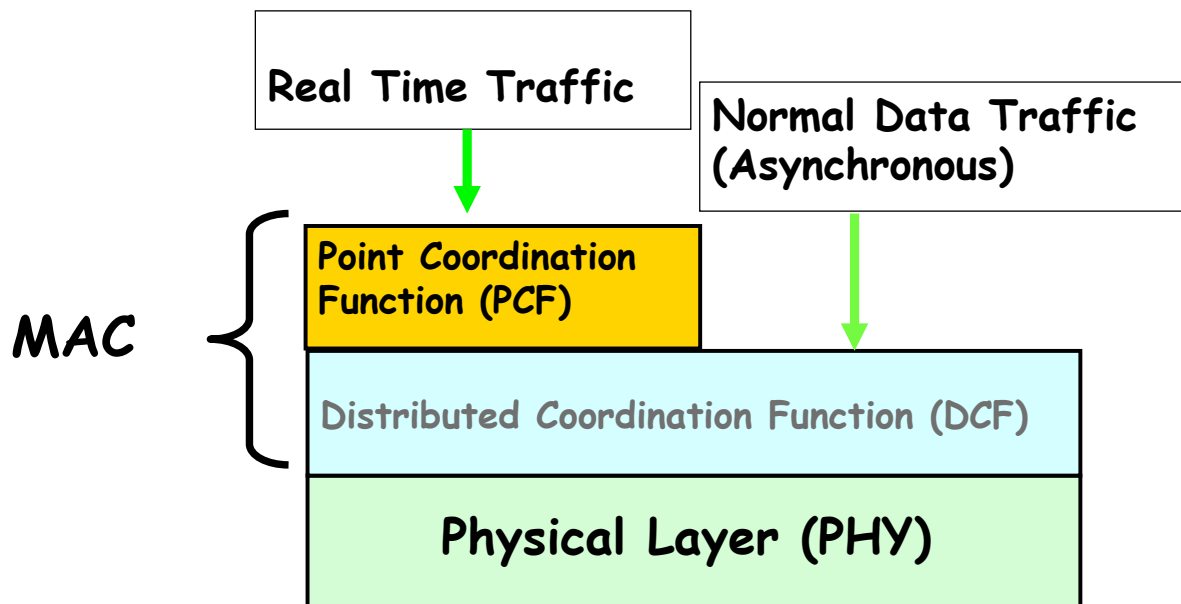 Real Time Traffic
Normal Data Traffic
(Asynchronous)
Point Coordination
Function (PCF)
MAC
Distributed Coordination Function (DCF)
Physical Layer (PHY)